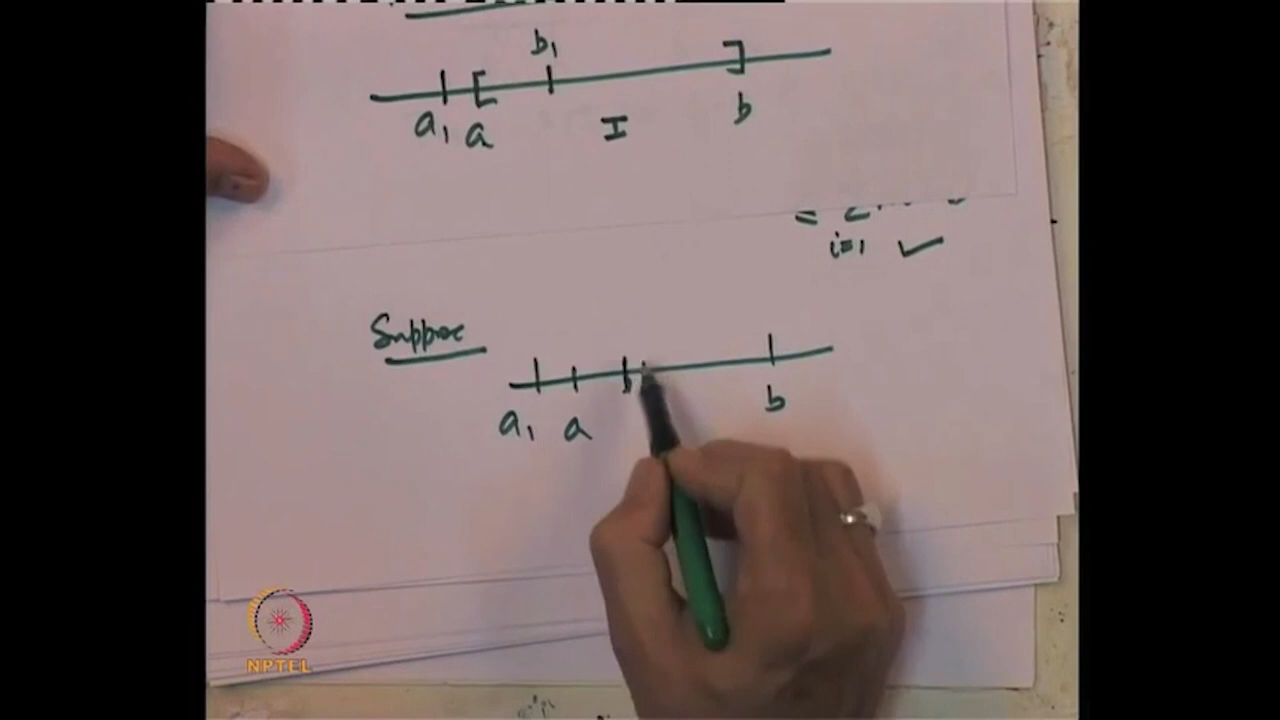 b₁
a₁ a I b
i=1 ✓
Suppose
a₁ a b
NPTEL